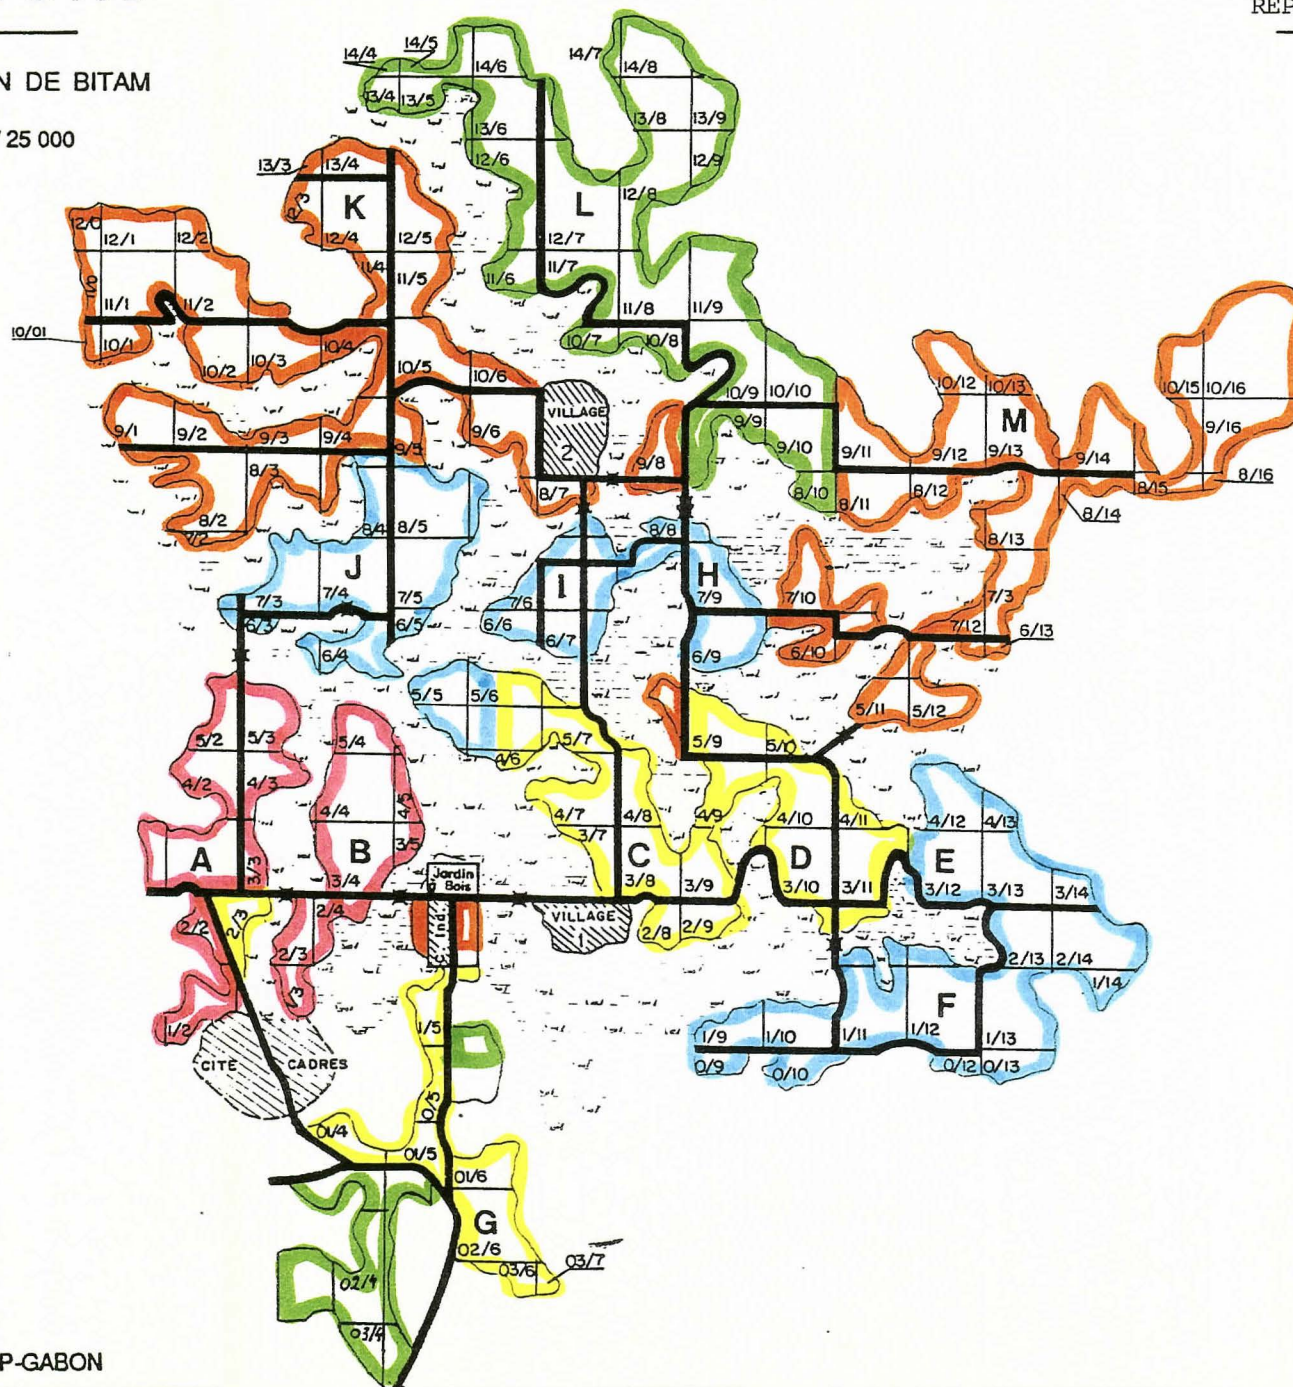 REP
N DE BITAM
/ 25 000
14/4 14/5 14/6 14/7 14/8
13/4 13/5 13/6 13/8 13/9
12/6 12/9
13/3 13/4
12/3 K 12/8 L
12/0 12/1 12/2 12/4 12/5 12/7
11/0 11/4 11/5 11/6 11/7
11/1 11/2 11/8 11/9
10/01 10/1 10/2 10/3 10/4 10/7 10/8
10/5 10/6 10/9 10/10 10/12 10/13 10/15 10/16
VILLAGE
2
9/1 9/2 9/3 9/4 9/5 9/6 9/8 9/9 9/10 9/11 9/12 9/13 M 9/14 9/16
8/3 8/7 8/10 8/11 8/12 8/14 8/15 8/16
8/2 7/2 8/4 8/5 8/8 8/13
J I H
7/3 7/4 7/5 7/6 7/9 7/10 7/12 7/3
6/3 6/4 6/5 6/6 6/7 6/9 6/10 6/13
5/5 5/6 5/11 5/12
5/2 5/3 5/4 5/7 5/9 5/10
4/6
4/2 4/3 4/4 4/5 4/7 4/8 4/9 4/10 4/11 4/12 4/13
3/7 3/5
A B C D E
3/3 3/4 3/8 3/9 3/10 3/11 3/12 3/13 3/14
Jardin
à Bois
Ind.
VILLAGE
1
2/2 2/3 2/4 2/8 2/9
2/3 2/13 2/14
1/3 1/14
1/2 1/5 1/9 1/10 1/11 1/12 F 1/13
CITE CADRES
0/5 0/9 0/10 0/12 0/13
01/4 01/5 01/6
G
02/6
03/6 03/7
02/4
03/4
P-GABON